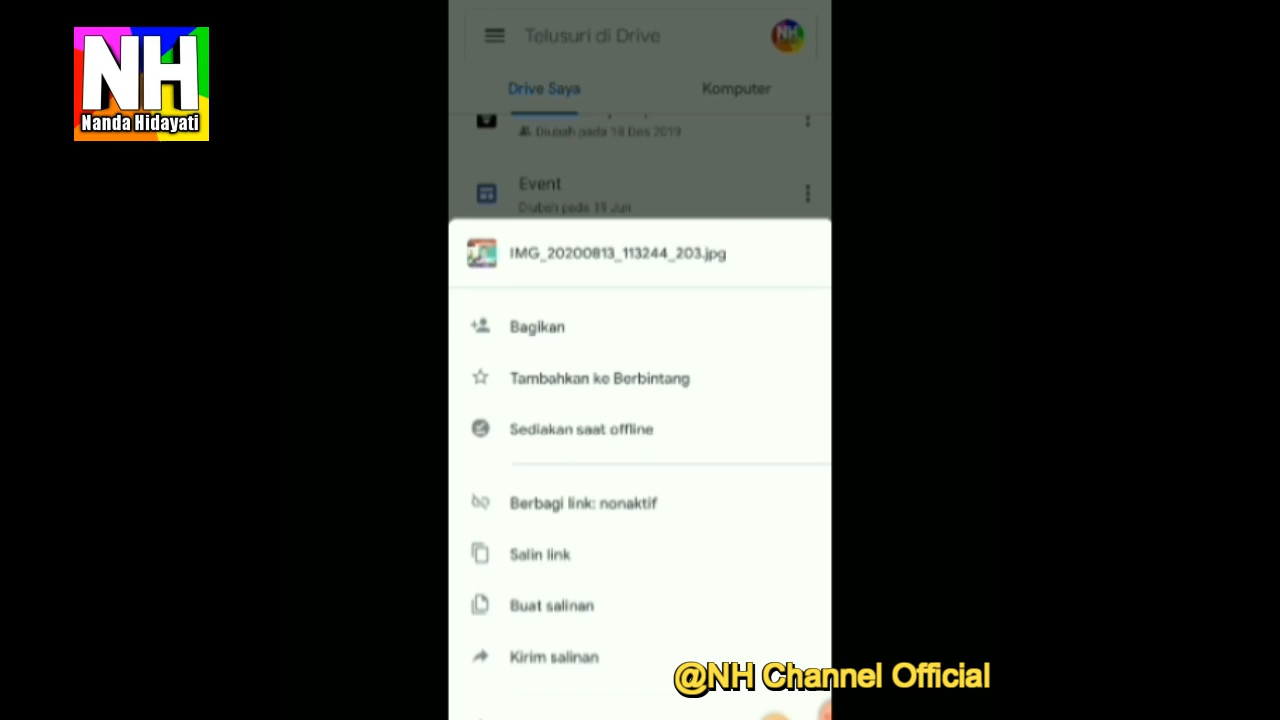 NH
Nanda Hidayati
Telusuri di Drive
NH
Drive Saya
Komputer
Diubah pada 18 Des 2019
Event
Diubah pada 19 Jun
IMG_20200813_113244_203.jpg
Bagikan
Tambahkan ke Berbintang
Sediakan saat offline
Berbagi link: nonaktif
Salin link
Buat salinan
Kirim salinan
@NH Channel Official